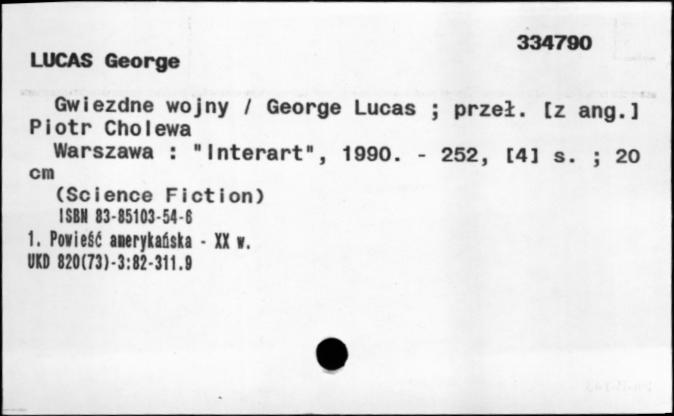 334790
LUCAS George
Gwiezdne wojny / George Lucas ; przeł. [z ang.]
Piotr Cholewa
Warszawa : "Interart", 1990. - 252, [4] s. ; 20
cm
(Science Fiction)
ISBN 83-85103-54-6
1. Powieść amerykańska - XX w.
UKD 820(73)-3:82-311.9